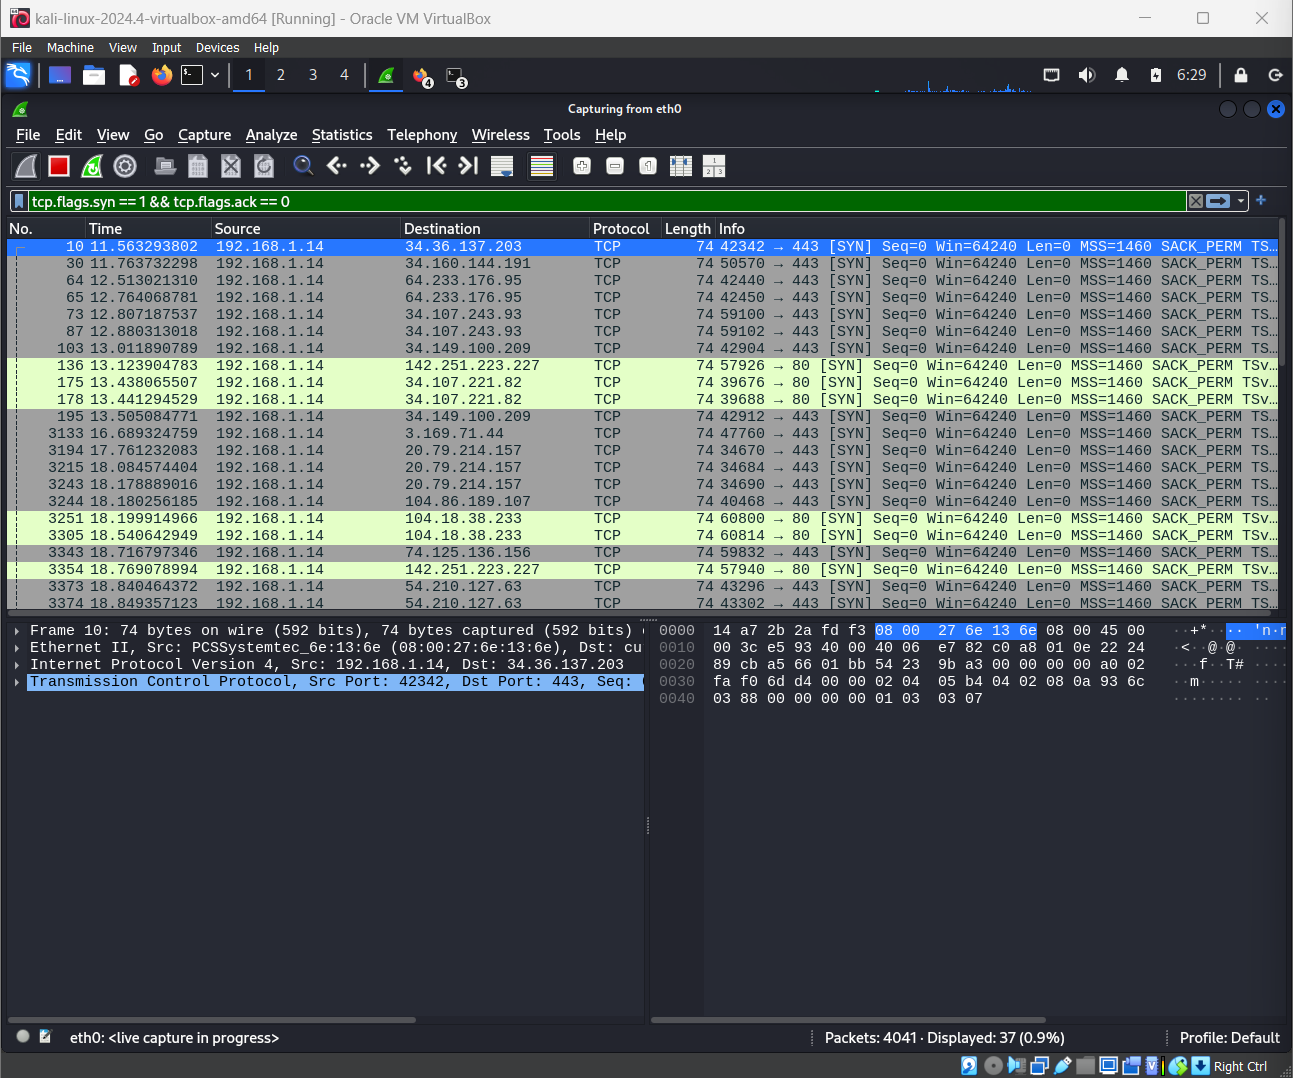 kali-linux-2024.4-virtualbox-amd64 [Running] - Oracle VM VirtualBox
File Machine View Input Devices Help
1 2 3 4 4 3 6:29
Capturing from eth0
File Edit View Go Capture Analyze Statistics Telephony Wireless Tools Help
tcp.flags.syn == 1 && tcp.flags.ack == 0
No. Time Source Destination Protocol Length Info
10 11.563293802 192.168.1.14 34.36.137.203 TCP 74 42342 → 443 [SYN] Seq=0 Win=64240 Len=0 MSS=1460 SACK_PERM TS…
30 11.763732298 192.168.1.14 34.160.144.191 TCP 74 50570 → 443 [SYN] Seq=0 Win=64240 Len=0 MSS=1460 SACK_PERM TS…
64 12.513021310 192.168.1.14 64.233.176.95 TCP 74 42440 → 443 [SYN] Seq=0 Win=64240 Len=0 MSS=1460 SACK_PERM TS…
65 12.764068781 192.168.1.14 64.233.176.95 TCP 74 42450 → 443 [SYN] Seq=0 Win=64240 Len=0 MSS=1460 SACK_PERM TS…
73 12.807187537 192.168.1.14 34.107.243.93 TCP 74 59100 → 443 [SYN] Seq=0 Win=64240 Len=0 MSS=1460 SACK_PERM TS…
87 12.880313018 192.168.1.14 34.107.243.93 TCP 74 59102 → 443 [SYN] Seq=0 Win=64240 Len=0 MSS=1460 SACK_PERM TS…
103 13.011890789 192.168.1.14 34.149.100.209 TCP 74 42904 → 443 [SYN] Seq=0 Win=64240 Len=0 MSS=1460 SACK_PERM TS…
136 13.123904783 192.168.1.14 142.251.223.227 TCP 74 57926 → 80 [SYN] Seq=0 Win=64240 Len=0 MSS=1460 SACK_PERM TSv…
175 13.438065507 192.168.1.14 34.107.221.82 TCP 74 39676 → 80 [SYN] Seq=0 Win=64240 Len=0 MSS=1460 SACK_PERM TSv…
178 13.441294529 192.168.1.14 34.107.221.82 TCP 74 39688 → 80 [SYN] Seq=0 Win=64240 Len=0 MSS=1460 SACK_PERM TSv…
195 13.505084771 192.168.1.14 34.149.100.209 TCP 74 42912 → 443 [SYN] Seq=0 Win=64240 Len=0 MSS=1460 SACK_PERM TS…
3133 16.689324759 192.168.1.14 3.169.71.44 TCP 74 47760 → 443 [SYN] Seq=0 Win=64240 Len=0 MSS=1460 SACK_PERM TS…
3194 17.761232083 192.168.1.14 20.79.214.157 TCP 74 34670 → 443 [SYN] Seq=0 Win=64240 Len=0 MSS=1460 SACK_PERM TS…
3215 18.084574404 192.168.1.14 20.79.214.157 TCP 74 34684 → 443 [SYN] Seq=0 Win=64240 Len=0 MSS=1460 SACK_PERM TS…
3243 18.178889016 192.168.1.14 20.79.214.157 TCP 74 34690 → 443 [SYN] Seq=0 Win=64240 Len=0 MSS=1460 SACK_PERM TS…
3244 18.180256185 192.168.1.14 104.86.189.107 TCP 74 40468 → 443 [SYN] Seq=0 Win=64240 Len=0 MSS=1460 SACK_PERM TS…
3251 18.199914966 192.168.1.14 104.18.38.233 TCP 74 60800 → 80 [SYN] Seq=0 Win=64240 Len=0 MSS=1460 SACK_PERM TSv…
3305 18.540642949 192.168.1.14 104.18.38.233 TCP 74 60814 → 80 [SYN] Seq=0 Win=64240 Len=0 MSS=1460 SACK_PERM TSv…
3343 18.716797346 192.168.1.14 74.125.136.156 TCP 74 59832 → 443 [SYN] Seq=0 Win=64240 Len=0 MSS=1460 SACK_PERM TS…
3354 18.769078994 192.168.1.14 142.251.223.227 TCP 74 57940 → 80 [SYN] Seq=0 Win=64240 Len=0 MSS=1460 SACK_PERM TSv…
3373 18.840464372 192.168.1.14 54.210.127.63 TCP 74 43296 → 443 [SYN] Seq=0 Win=64240 Len=0 MSS=1460 SACK_PERM TS…
3374 18.849357123 192.168.1.14 54.210.127.63 TCP 74 43302 → 443 [SYN] Seq=0 Win=64240 Len=0 MSS=1460 SACK_PERM TS…
Frame 10: 74 bytes on wire (592 bits), 74 bytes captured (592 bits)
Ethernet II, Src: PCSSystemtec_6e:13:6e (08:00:27:6e:13:6e), Dst: cu
Internet Protocol Version 4, Src: 192.168.1.14, Dst: 34.36.137.203
Transmission Control Protocol, Src Port: 42342, Dst Port: 443, Seq:
0000 14 a7 2b 2a fd f3 08 00 27 6e 13 6e 08 00 45 00 ··+*·· ·· 'n·n
0010 00 3c e5 93 40 00 40 06 e7 82 c0 a8 01 0e 22 24 ·<··@·@· ····
0020 89 cb a5 66 01 bb 54 23 9b a3 00 00 00 00 a0 02 ···f··T# ····
0030 fa f0 6d d4 00 00 02 04 05 b4 04 02 08 0a 93 6c ··m····· ····
0040 03 88 00 00 00 00 01 03 03 07 ········ ··
eth0: <live capture in progress>
Packets: 4041 · Displayed: 37 (0.9%)
Profile: Default
Right Ctrl